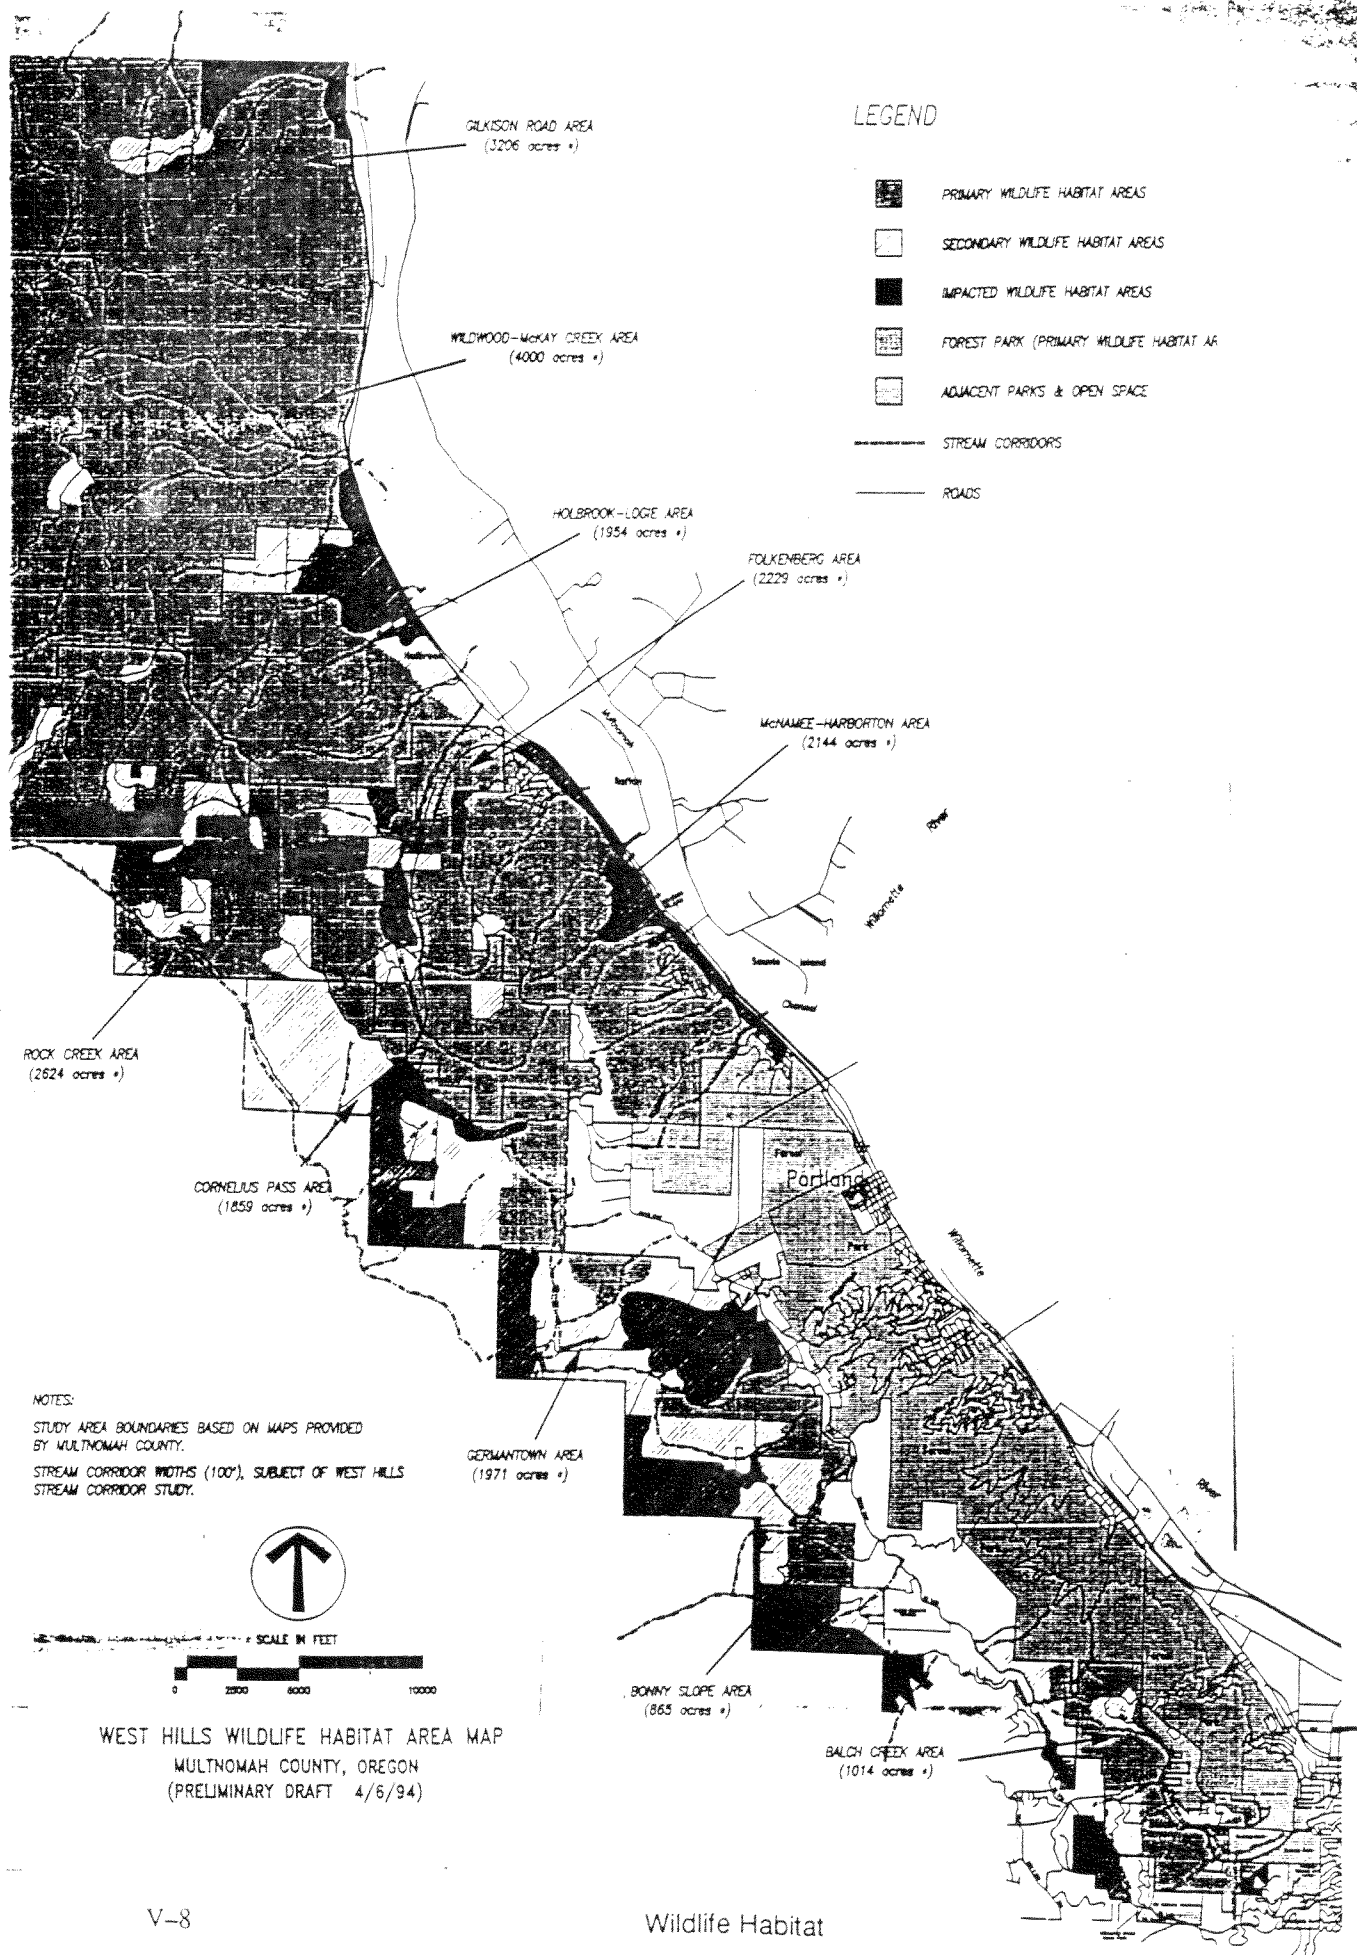 GILKISON ROAD AREA
(3206 acres ±)
LEGEND
PRIMARY WILDLIFE HABITAT AREAS
SECONDARY WILDLIFE HABITAT AREAS
IMPACTED WILDLIFE HABITAT AREAS
FOREST PARK (PRIMARY WILDLIFE HABITAT AR
ADJACENT PARKS & OPEN SPACE
STREAM CORRIDORS
ROADS
WILDWOOD-McKAY CREEK AREA
(4000 acres ±)
HOLBROOK-LOGIE AREA
(1954 acres ±)
FOLKENBERG AREA
(2229 acres ±)
Holbrook
McNAMEE-HARBORTON AREA
(2144 acres ±)
Multnomah
Burlington
River
Willamette
Sauvie Island
Channel
ROCK CREEK AREA
(2624 acres ±)
CORNELIUS PASS AREA
(1859 acres ±)
Forest
Portland
Park
Willamette
River
NOTES:
STUDY AREA BOUNDARIES BASED ON MAPS PROVIDED
BY MULTNOMAH COUNTY.
STREAM CORRIDOR WIDTHS (100'), SUBJECT OF WEST HILLS
STREAM CORRIDOR STUDY.
GERMANTOWN AREA
(1971 acres ±)
SCALE IN FEET
0 2500 5000 10000
BONNY SLOPE AREA
(865 acres ±)
BALCH CREEK AREA
(1014 acres ±)
WEST HILLS WILDLIFE HABITAT AREA MAP
MULTNOMAH COUNTY, OREGON
(PRELIMINARY DRAFT 4/6/94)
V-8
Wildlife Habitat